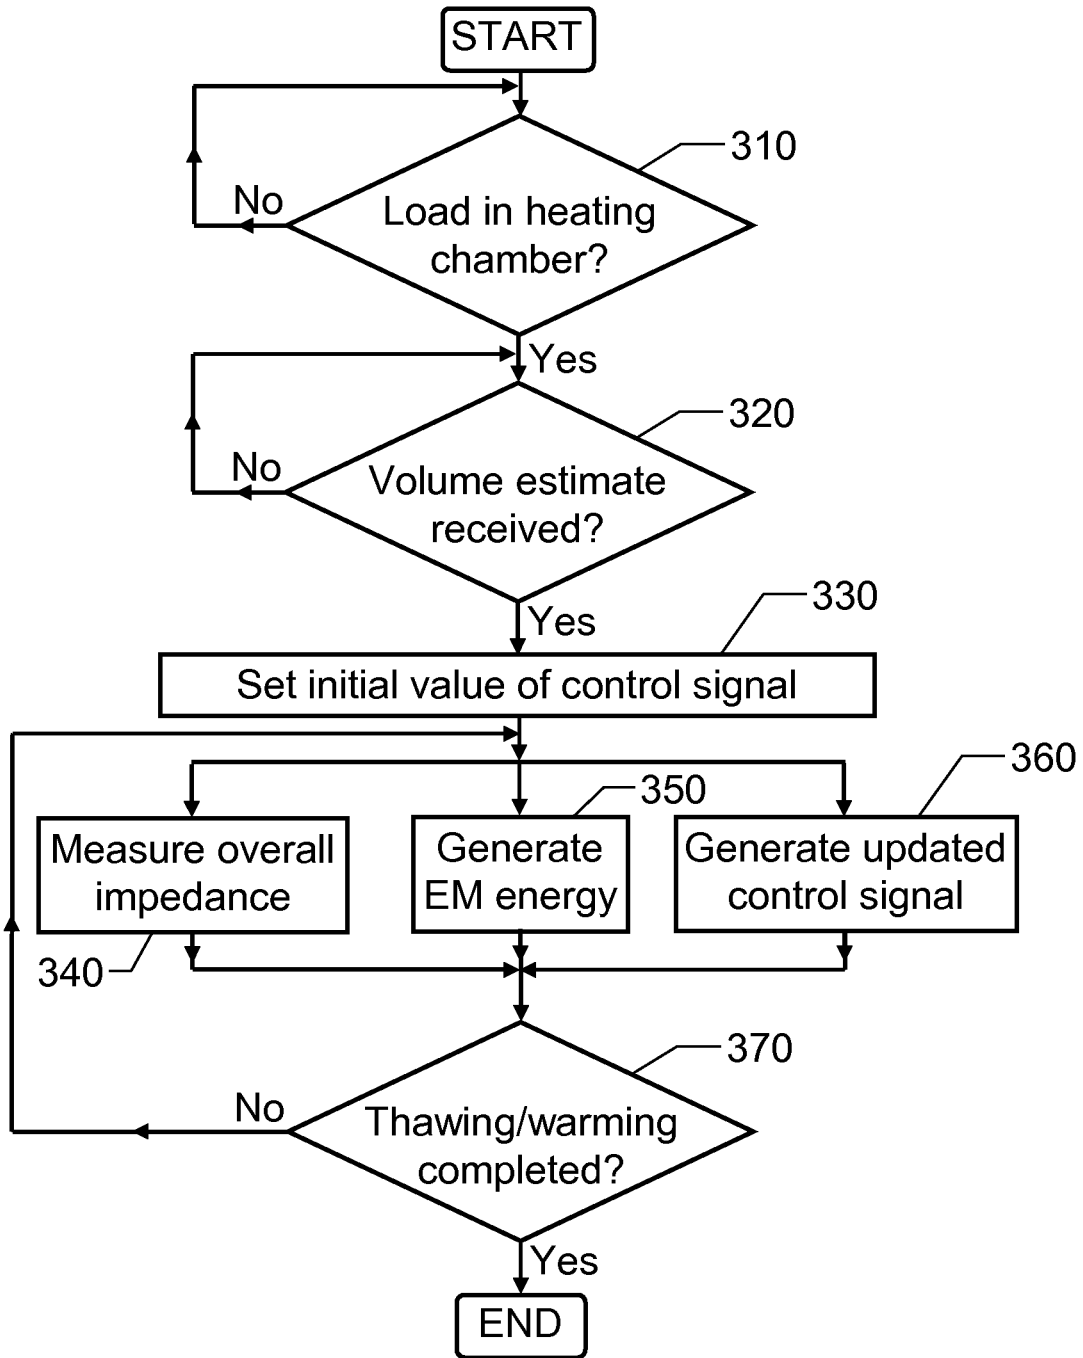 START
310
No
Load in heating
chamber?
Yes
320
No
Volume estimate
received?
Yes
330
Set initial value of control signal
360
350
Measure overall
impedance
Generate
EM energy
Generate updated
control signal
340
370
No
Thawing/warming
completed?
Yes
END